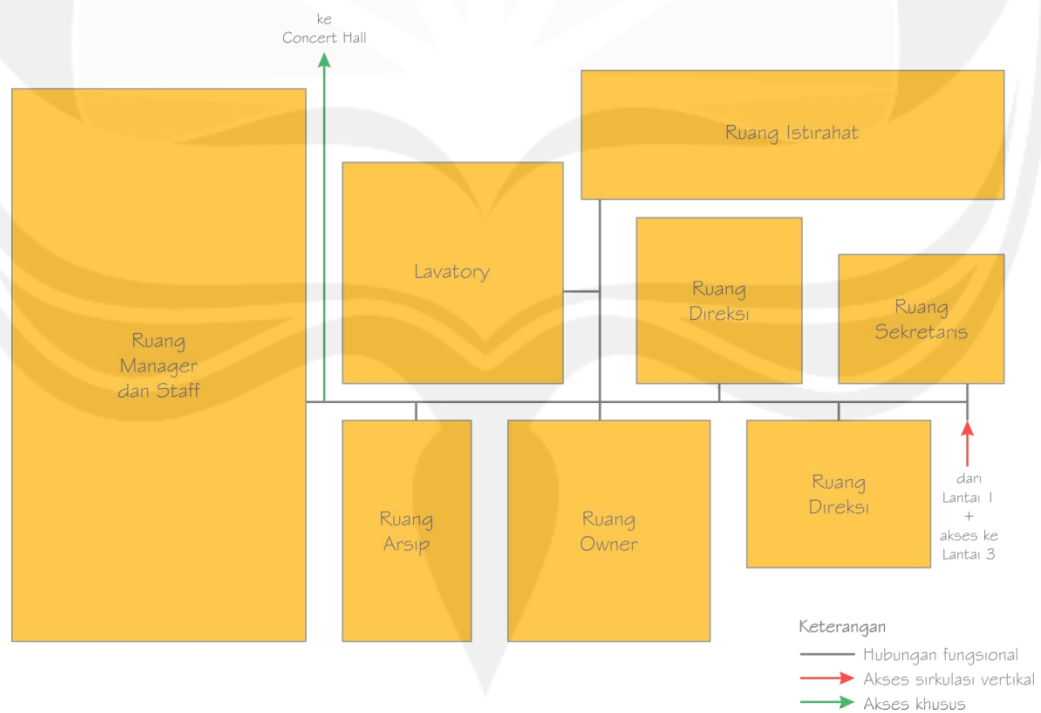 ke
Concert Hall
Ruang Istirahat
Lavatory
Ruang
Direksi
Ruang
Sekretaris
Ruang
Manager
dan Staff
Ruang
Arsip
Ruang
Owner
Ruang
Direksi
dari
Lantai 1
+
akses ke
Lantai 3
Keterangan
Hubungan fungsional
Akses sirkulasi vertikal
Akses khusus